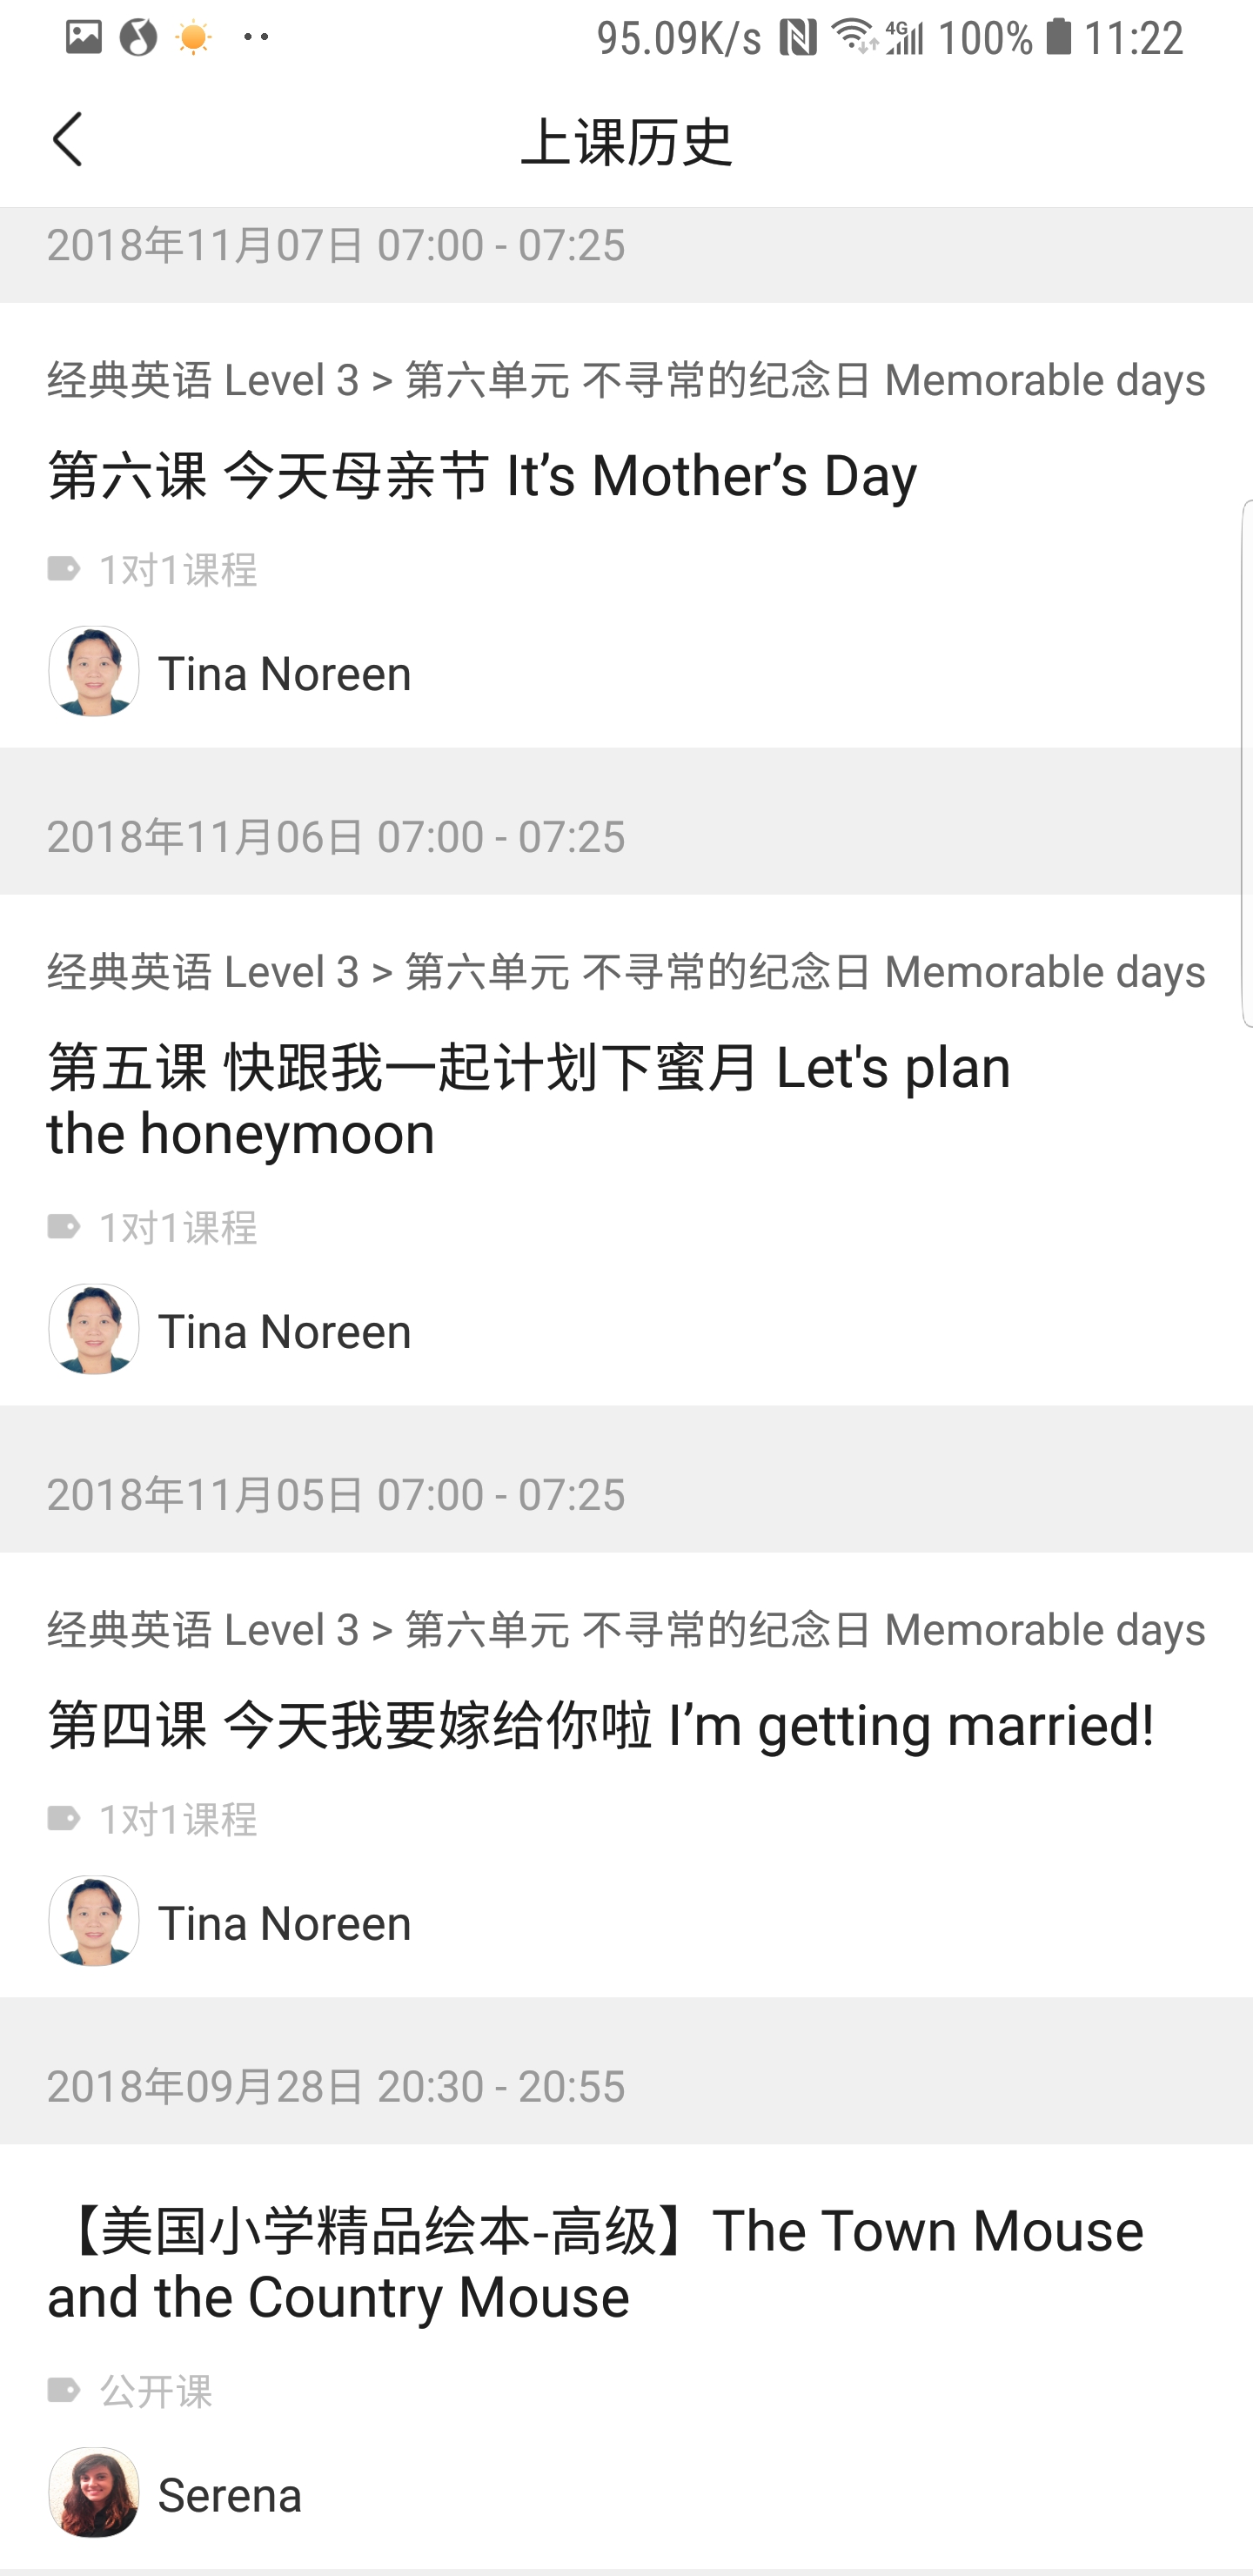 95.09K/s 4G 100% 11:22
上课历史
2018年11月07日 07:00 - 07:25
经典英语 Level 3 > 第六单元 不寻常的纪念日 Memorable days
第六课 今天母亲节 It’s Mother’s Day
1对1课程
Tina Noreen
2018年11月06日 07:00 - 07:25
经典英语 Level 3 > 第六单元 不寻常的纪念日 Memorable days
第五课 快跟我一起计划下蜜月 Let's plan
the honeymoon
1对1课程
Tina Noreen
2018年11月05日 07:00 - 07:25
经典英语 Level 3 > 第六单元 不寻常的纪念日 Memorable days
第四课 今天我要嫁给你啦 I’m getting married!
1对1课程
Tina Noreen
2018年09月28日 20:30 - 20:55
【美国小学精品绘本-高级】The Town Mouse
and the Country Mouse
公开课
Serena